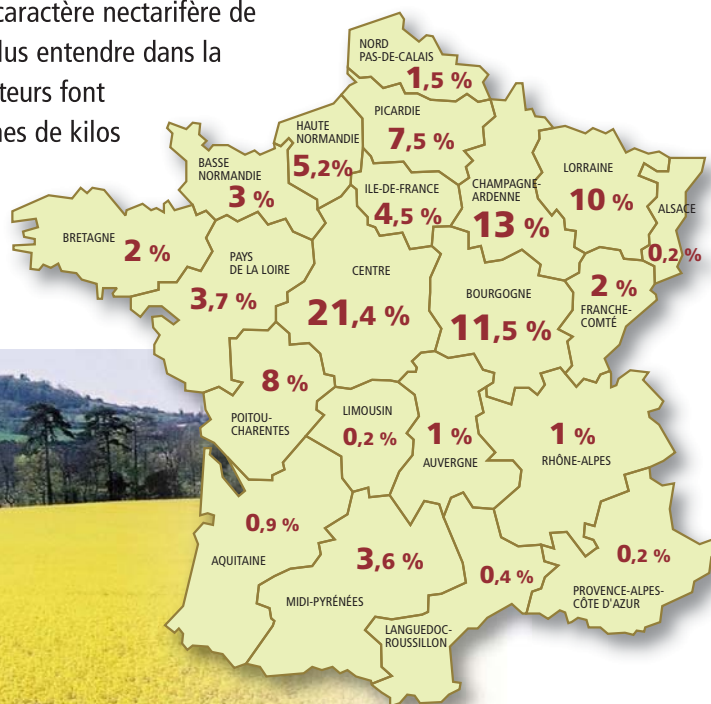 caractère nectarifère de
lus entendre dans la
teurs font
nes de kilos
NORD
PAS-DE-CALAIS
1,5 %
PICARDIE
7,5 %
HAUTE
NORMANDIE
5,2%
BASSE
NORMANDIE
3 %
ILE-DE-FRANCE
4,5 %
CHAMPAGNE-
ARDENNE
13 %
LORRAINE
10 %
ALSACE
0,2 %
BRETAGNE
2 %
PAYS
DE LA LOIRE
3,7 %
CENTRE
21,4 %
BOURGOGNE
11,5 %
2 %
FRANCHE-
COMTÉ
8 %
POITOU-
CHARENTES
LIMOUSIN
0,2 %
1 %
AUVERGNE
1 %
RHÔNE-ALPES
0,9 %
AQUITAINE
3,6 %
MIDI-PYRÉNÉES
0,4 %
LANGUEDOC-
ROUSSILLON
0,2 %
PROVENCE-ALPES-
CÔTE D'AZUR